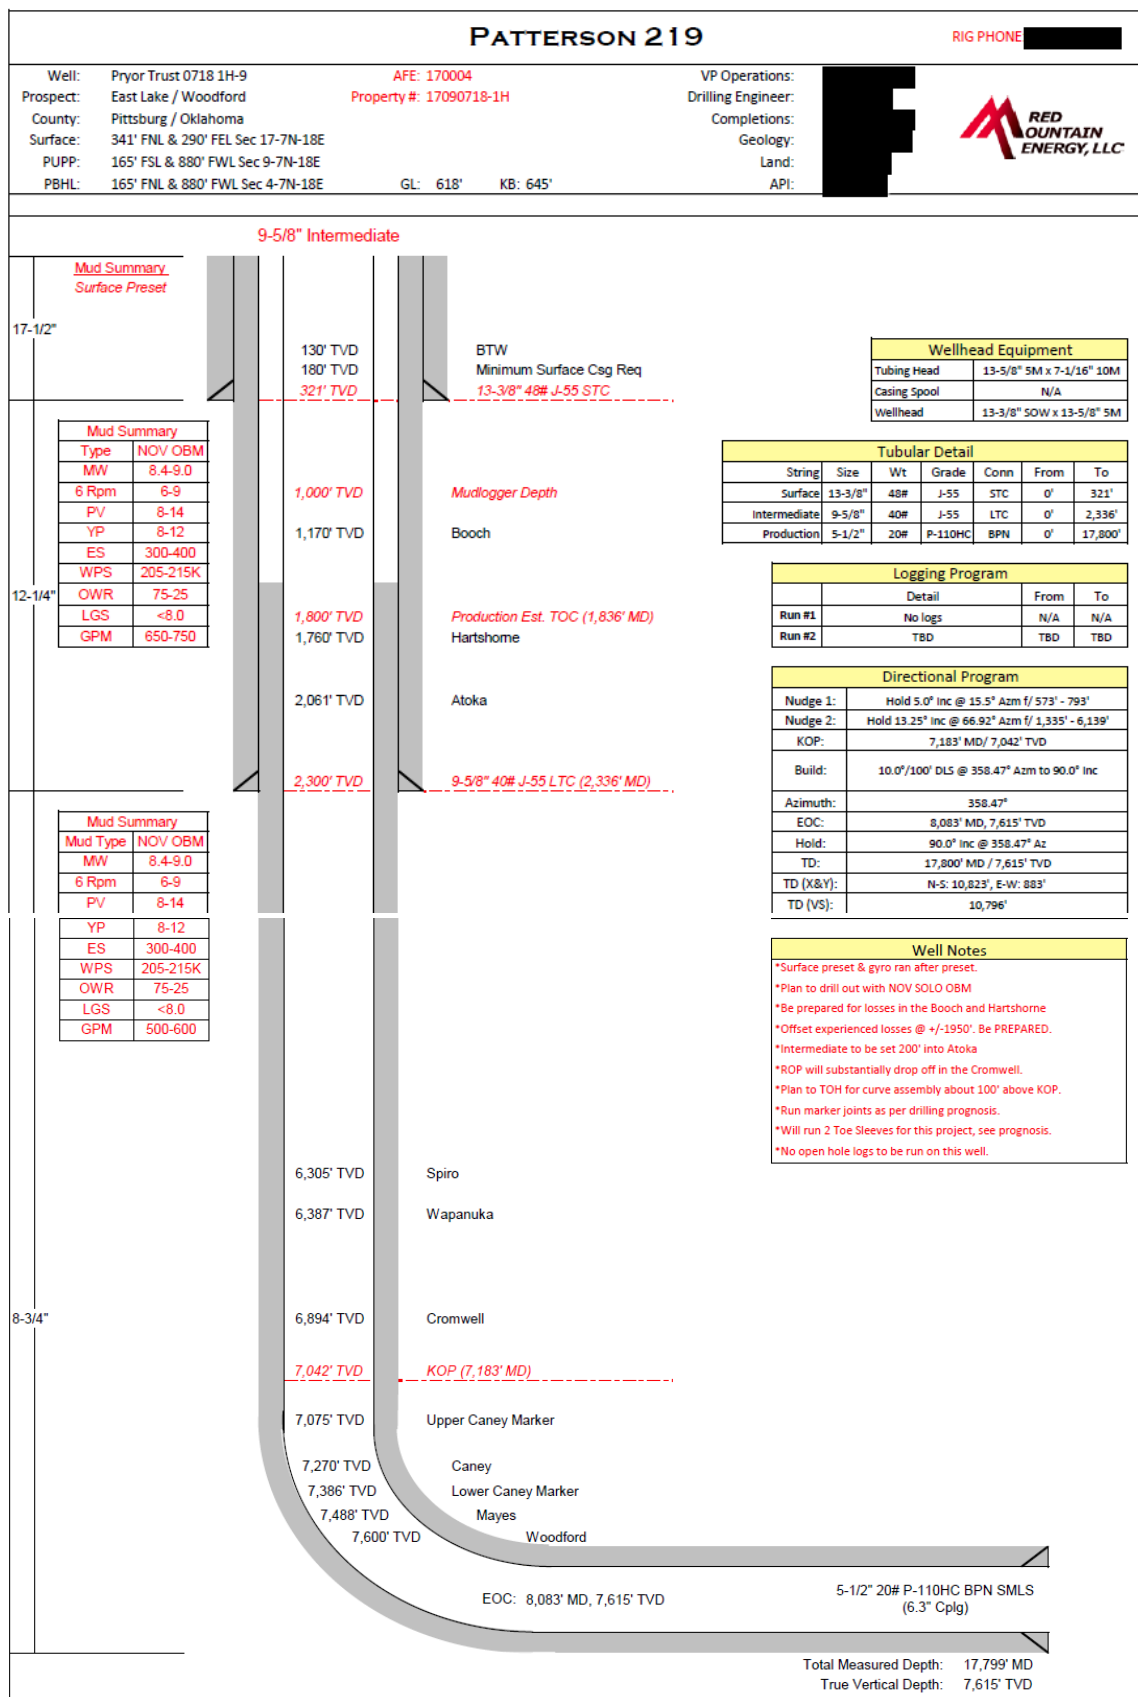 PATTERSON 219
RIG PHONE
Well: Pryor Trust 0718 1H-9 AFE: 170004 VP Operations:
Prospect: East Lake / Woodford Property #: 17090718-1H Drilling Engineer:
County: Pittsburg / Oklahoma Completions:
Surface: 341' FNL & 290' FEL Sec 17-7N-18E Geology:
PUPP: 165' FSL & 880' FWL Sec 9-7N-18E Land:
PBHL: 165' FNL & 880' FWL Sec 4-7N-18E GL: 618' KB: 645' API:
RED
MOUNTAIN
ENERGY, LLC
9-5/8" Intermediate
Mud Summary
Surface Preset
17-1/2"
130' TVD BTW
180' TVD Minimum Surface Csg Req
321' TVD 13-3/8" 48# J-55 STC
Wellhead Equipment
Tubing Head 13-5/8" 5M x 7-1/16" 10M
Casing Spool N/A
Wellhead 13-3/8" SOW x 13-5/8" 5M
Mud Summary
Type NOV OBM
MW 8.4-9.0
6 Rpm 6-9
PV 8-14
YP 8-12
ES 300-400
WPS 205-215K
OWR 75-25
LGS <8.0
GPM 650-750
12-1/4"
1,000' TVD Mudlogger Depth
1,170' TVD Booch
1,800' TVD Production Est. TOC (1,836' MD)
1,760' TVD Hartshorne
2,061' TVD Atoka
2,300' TVD 9-5/8" 40# J-55 LTC (2,336' MD)
Tubular Detail
String Size Wt Grade Conn From To
Surface 13-3/8" 48# J-55 STC 0' 321'
Intermediate 9-5/8" 40# J-55 LTC 0' 2,336'
Production 5-1/2" 20# P-110HC BPN 0' 17,800'
Logging Program
Detail From To
Run #1 No logs N/A N/A
Run #2 TBD TBD TBD
Directional Program
Nudge 1: Hold 5.0° Inc @ 15.5° Azm f/ 573' - 793'
Nudge 2: Hold 13.25° Inc @ 66.92° Azm f/ 1,335' - 6,139'
KOP: 7,183' MD/ 7,042' TVD
Build: 10.0°/100' DLS @ 358.47° Azm to 90.0° Inc
Azimuth: 358.47°
EOC: 8,083' MD, 7,615' TVD
Hold: 90.0° Inc @ 358.47° Az
TD: 17,800' MD / 7,615' TVD
TD (X&Y): N-S: 10,823', E-W: 883'
TD (VS): 10,796'
Mud Summary
Mud Type NOV OBM
MW 8.4-9.0
6 Rpm 6-9
PV 8-14
YP 8-12
ES 300-400
WPS 205-215K
OWR 75-25
LGS <8.0
GPM 500-600
Well Notes
*Surface preset & gyro ran after preset.
*Plan to drill out with NOV SOLO OBM
*Be prepared for losses in the Booch and Hartshorne
*Offset experienced losses @ +/-1950'. Be PREPARED.
*Intermediate to be set 200' into Atoka
*ROP will substantially drop off in the Cromwell.
*Plan to TOH for curve assembly about 100' above KOP.
*Run marker joints as per drilling prognosis.
*Will run 2 Toe Sleeves for this project, see prognosis.
*No open hole logs to be run on this well.
8-3/4"
6,305' TVD Spiro
6,387' TVD Wapanuka
6,894' TVD Cromwell
7,042' TVD KOP (7,183' MD)
7,075' TVD Upper Caney Marker
7,270' TVD Caney
7,386' TVD Lower Caney Marker
7,488' TVD Mayes
7,600' TVD Woodford
EOC: 8,083' MD, 7,615' TVD
5-1/2" 20# P-110HC BPN SMLS
(6.3" Cplg)
Total Measured Depth: 17,799' MD
True Vertical Depth: 7,615' TVD